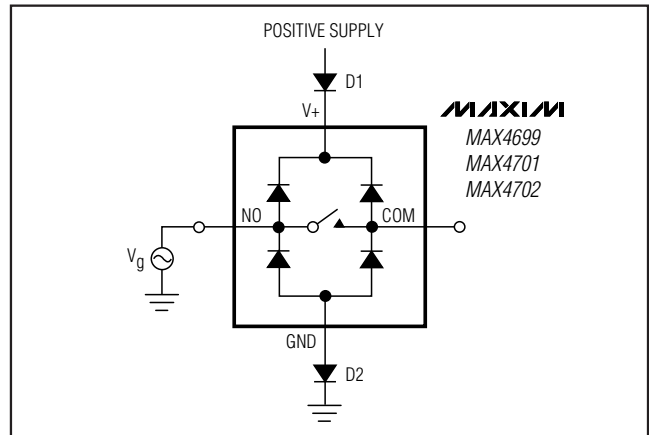 POSITIVE SUPPLY
D1
V+
MAXIM
MAX4699
MAX4701
MAX4702
NO
COM
Vg
GND
D2